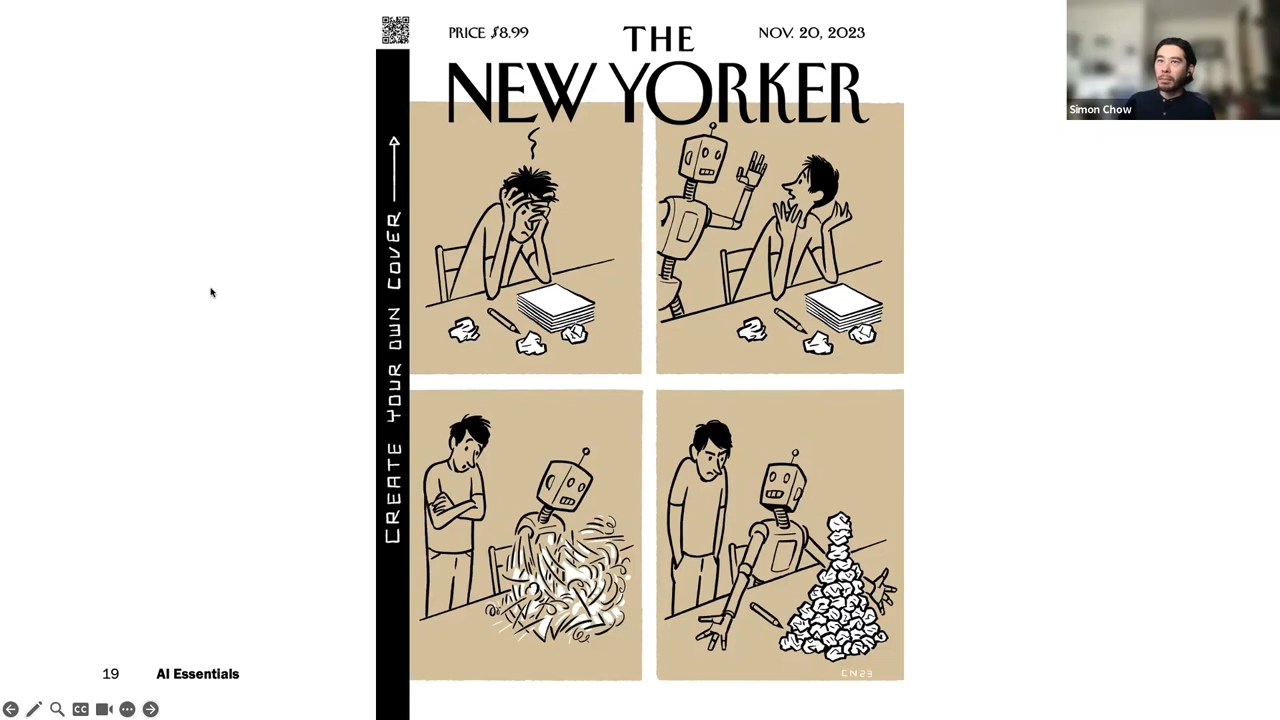 PRICE $8.99
THE
NOV. 20, 2023
NEW YORKER
CREATE YOUR OWN COVER
CN23
Simon Chow
19 AI Essentials
CC